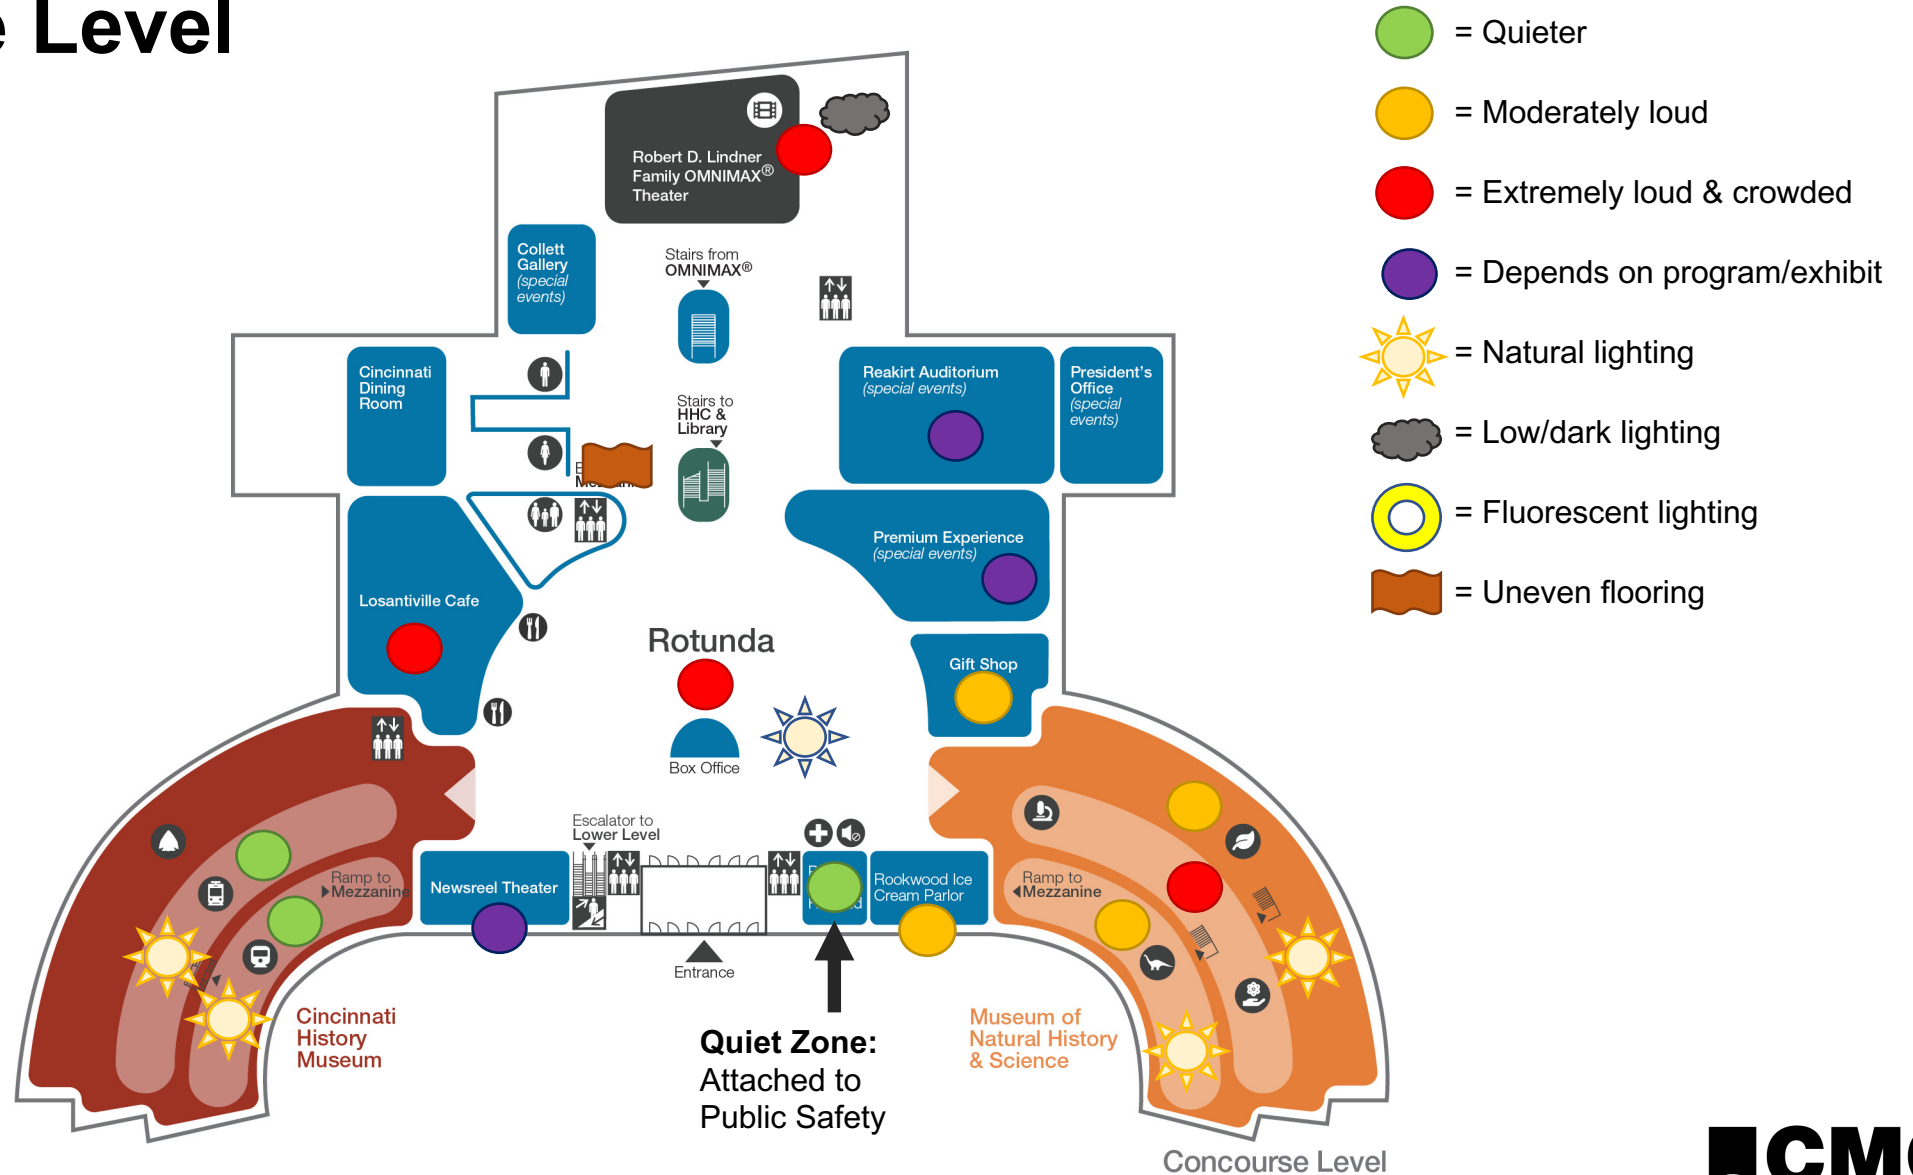 Level
= Quieter
= Moderately loud
= Extremely loud & crowded
= Depends on program/exhibit
= Natural lighting
= Low/dark lighting
= Fluorescent lighting
= Uneven flooring
Robert D. Lindner
Family OMNIMAX®
Theater
Collett
Gallery
(special
events)
Stairs from
OMNIMAX®
Cincinnati
Dining
Room
Stairs to
HHC &
Library
Reakirt Auditorium
(special events)
President's
Office
(special
events)
Premium Experience
(special events)
Losantiville Cafe
Rotunda
Gift Shop
Box Office
Escalator to
Lower Level
Ramp to
Mezzanine
Newsreel Theater
Rookwood Ice
Cream Parlor
Ramp to
Mezzanine
Entrance
Cincinnati
History
Museum
Quiet Zone:
Attached to
Public Safety
Museum of
Natural History
& Science
Concourse Level